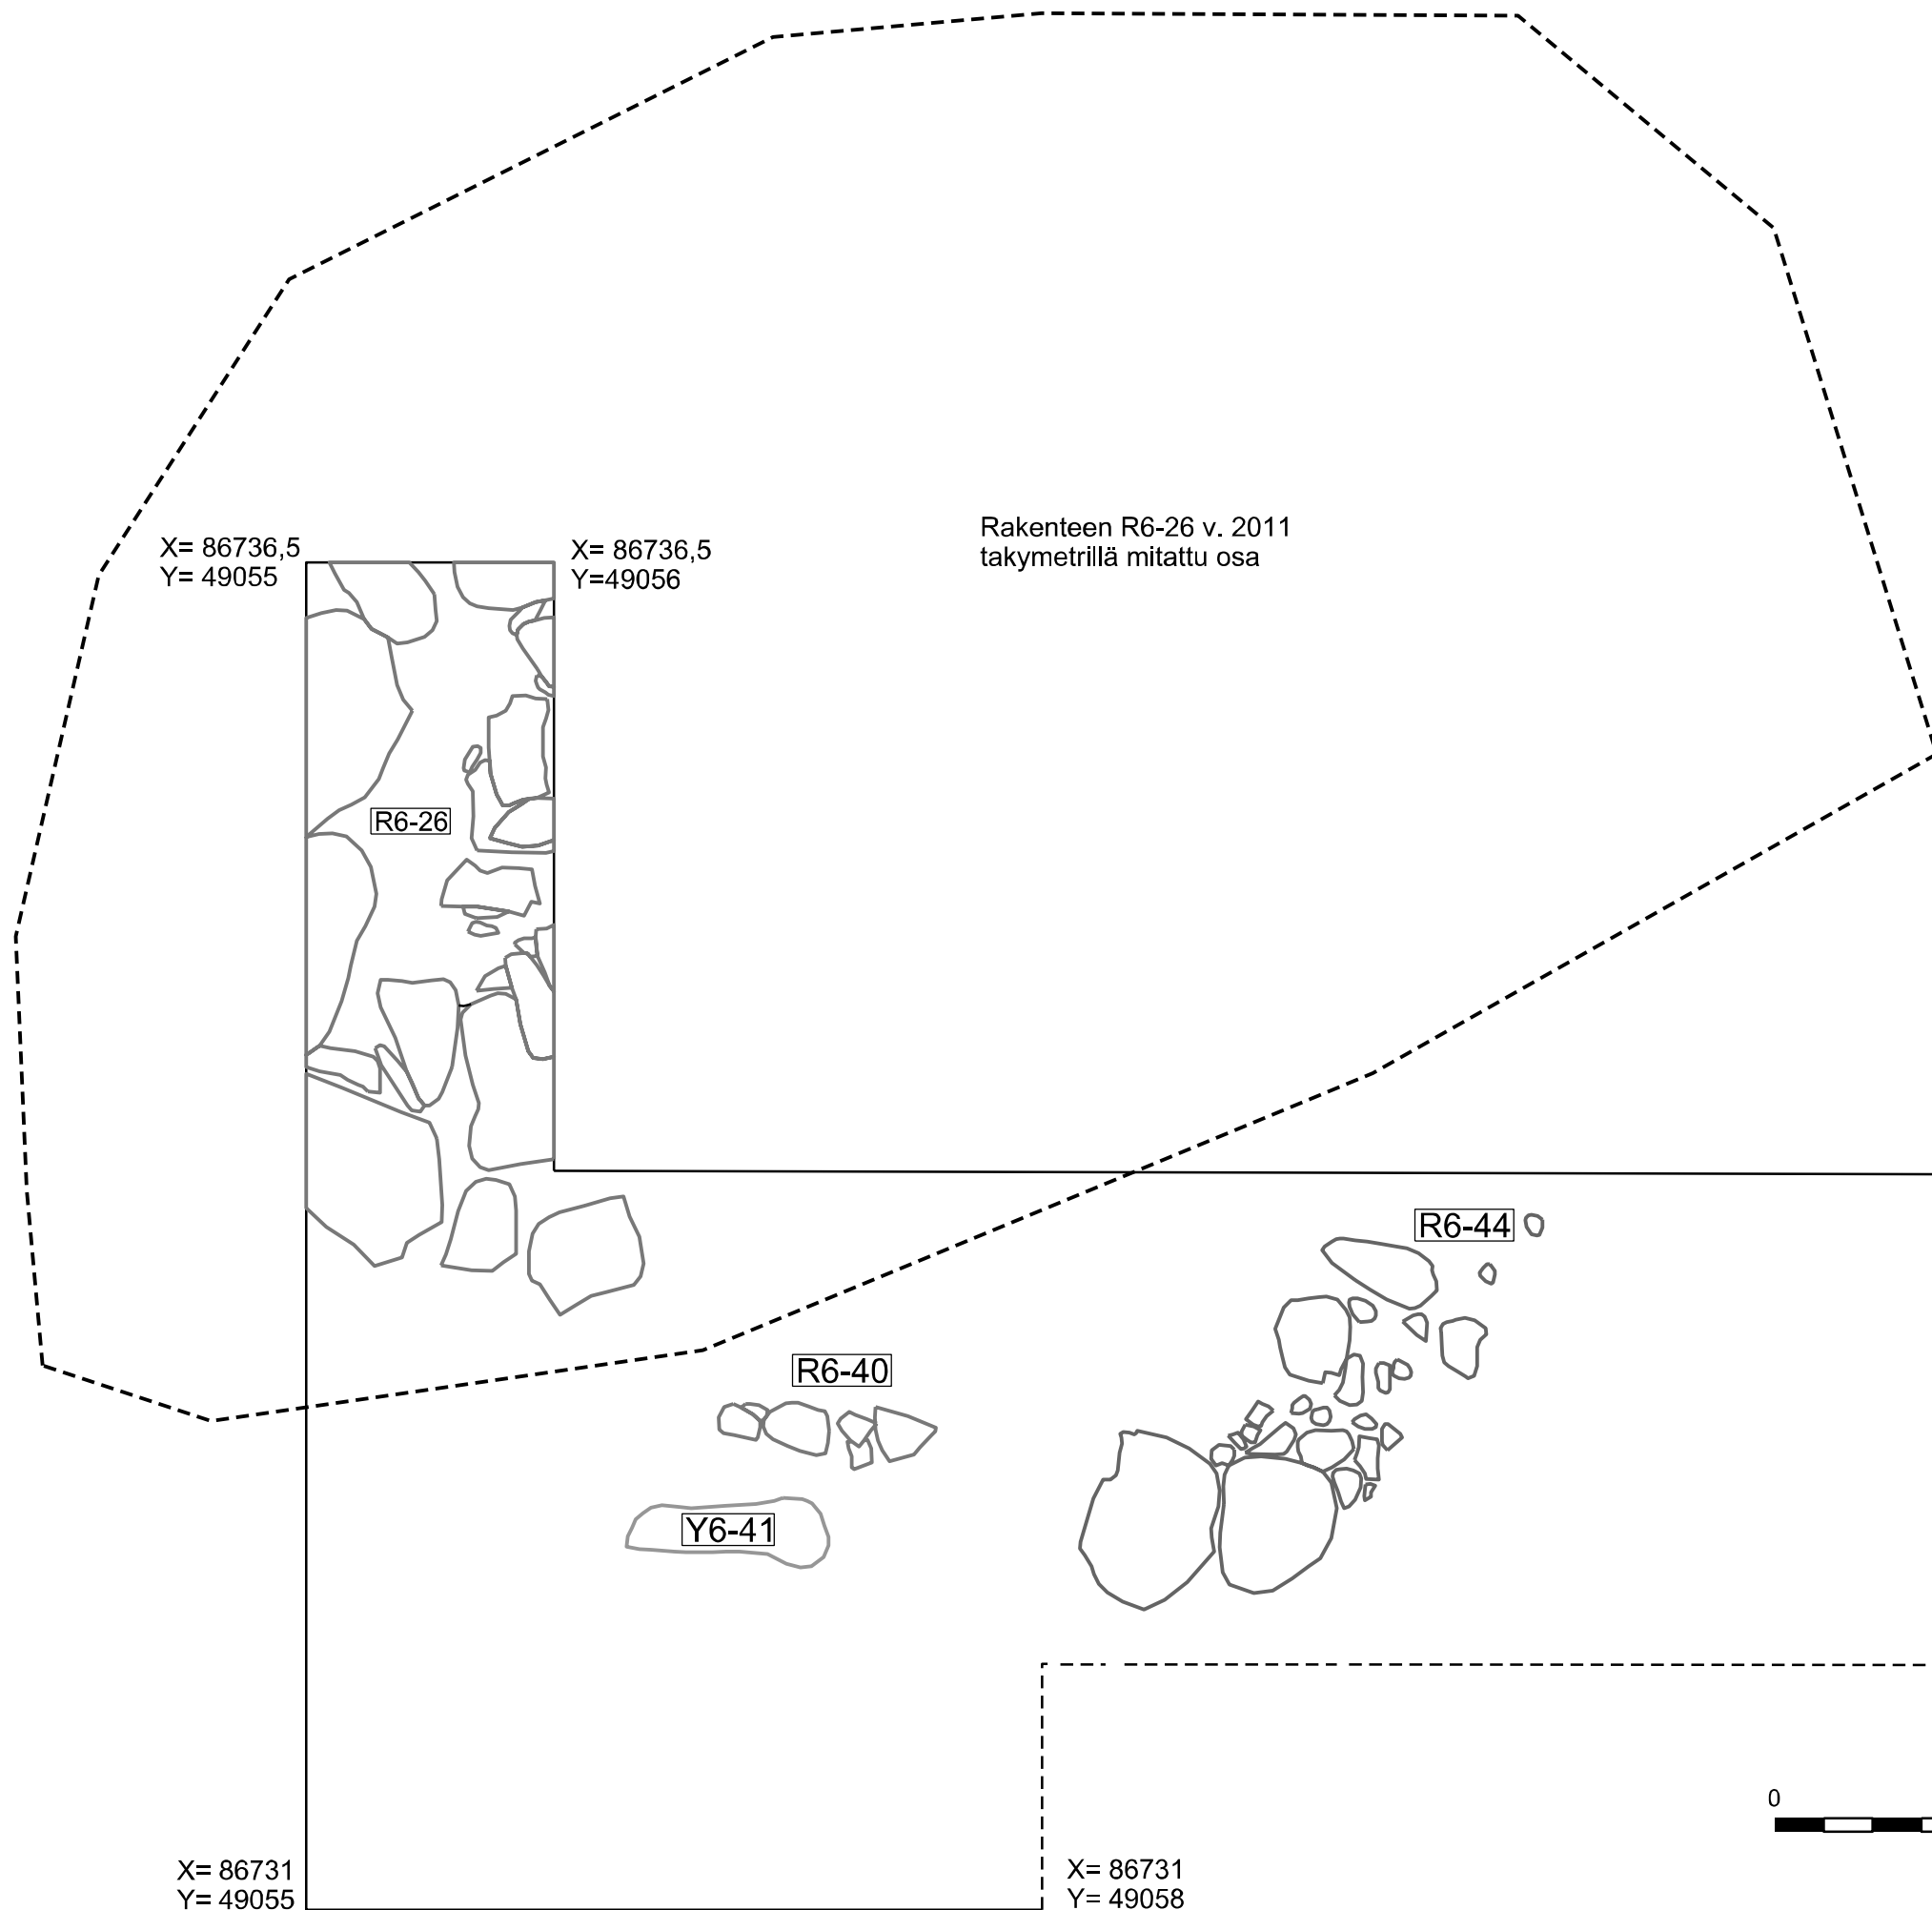 Rakenteen R6-26 v. 2011
takymetrillä mitattu osa
X= 86736,5
Y= 49055
X= 86736,5
Y=49056
R6-26
R6-44
R6-40
Y6-41
0
X= 86731
Y= 49055
X= 86731
Y= 49058